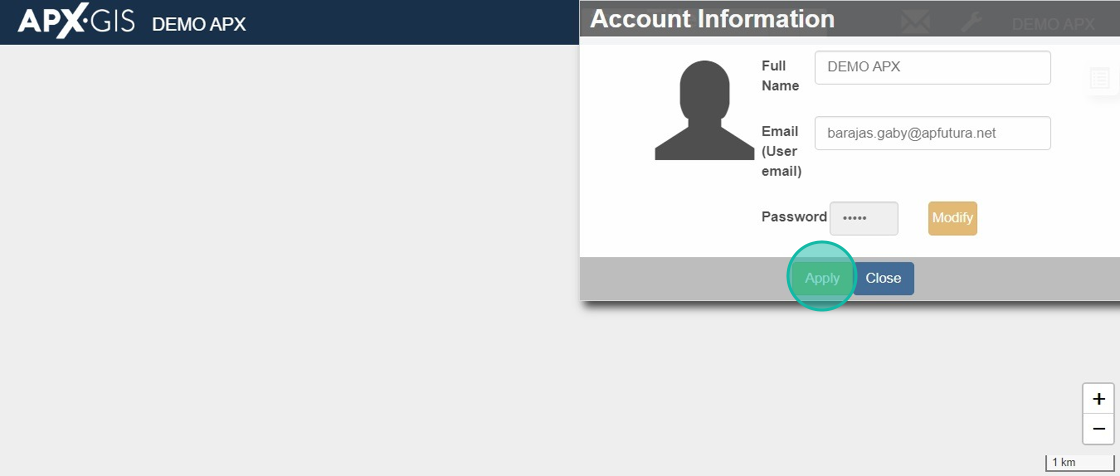 APX·GIS DEMO APX
Account Information
DEMO APX
Full
Name
DEMO APX
Email
(User
email)
barajas.gaby@apfutura.net
Password
•••••
Modify
Apply
Close
+
−
1 km